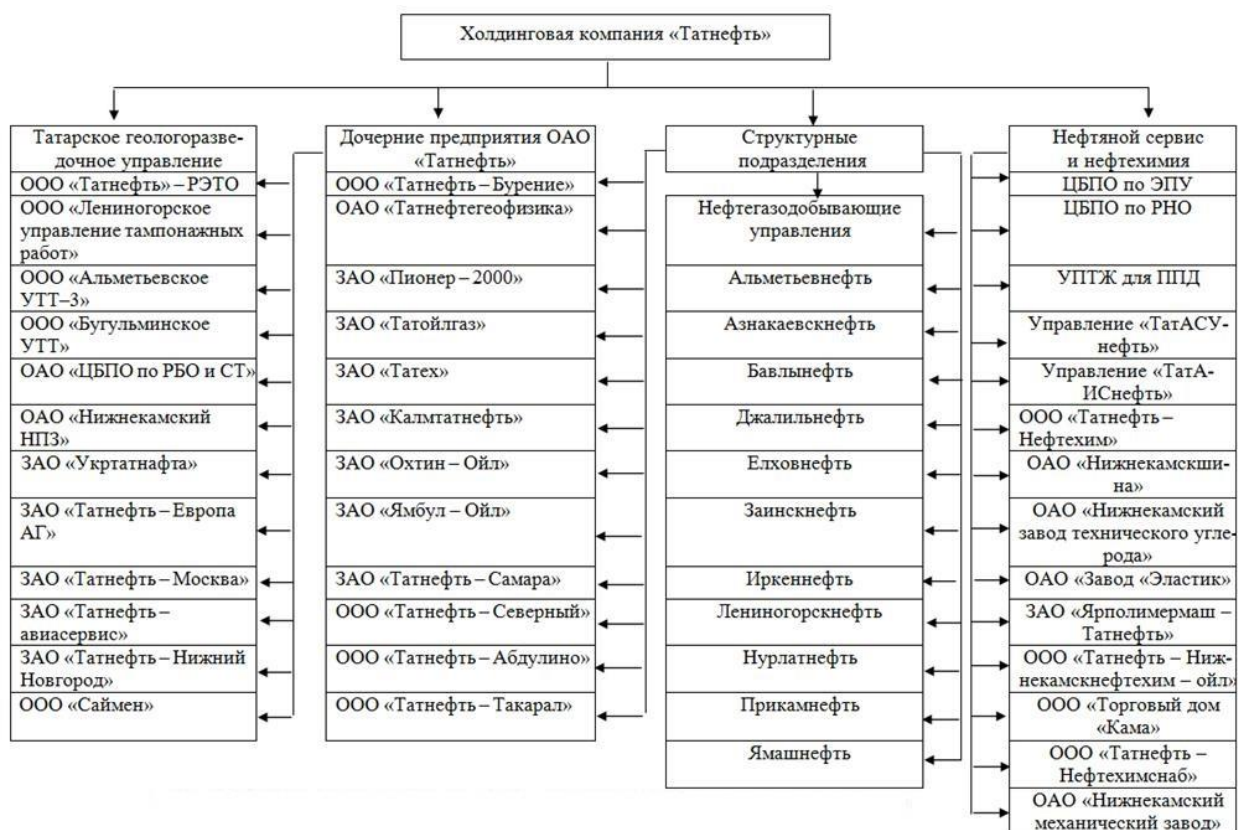 Холдинговая компания «Татнефть»
Татарское геологоразве-
дочное управление
ООО «Татнефть» – РЭТО
ООО «Лениногорское
управление тампонажных
работ»
ООО «Альметьевское
УТТ–3»
ООО «Бугульминское
УТТ»
ОАО «ЦБПО по РБО и СТ»
ОАО «Нижнекамский
НПЗ»
ЗАО «Укртатнафта»
ЗАО «Татнефть – Европа
АГ»
ЗАО «Татнефть – Москва»
ЗАО «Татнефть –
авиасервис»
ЗАО «Татнефть – Нижний
Новгород»
ООО «Саймен»
Дочерние предприятия ОАО
«Татнефть»
ООО «Татнефть – Бурение»
ОАО «Татнефтегеофизика»
ЗАО «Пионер – 2000»
ЗАО «Татойлгаз»
ЗАО «Татех»
ЗАО «Калмтатнефть»
ЗАО «Охтин – Ойл»
ЗАО «Ямбул – Ойл»
ЗАО «Татнефть – Самара»
ООО «Татнефть – Северный»
ООО «Татнефть – Абдулино»
ООО «Татнефть – Такарал»
Структурные
подразделения
Нефтегазодобывающие
управления
Альметьевнефть
Азнакаевскнефть
Бавлынефть
Джалильнефть
Елховнефть
Заинскнефть
Иркеннефть
Лениногорскнефть
Нурлатнефть
Прикамнефть
Ямашнефть
Нефтяной сервис
и нефтехимия
ЦБПО по ЭПУ
ЦБПО по РНО
УПТЖ для ППД
Управление «ТатАСУ-
нефть»
Управление «ТатА-
ИСнефть»
ООО «Татнефть –
Нефтехим»
ОАО «Нижнекамскши-
на»
ОАО «Нижнекамский
завод технического угле-
рода»
ОАО «Завод «Эластик»
ЗАО «Ярполимермаш –
Татнефть»
ООО «Татнефть – Ниж-
некамскнефтехим – ойл»
ООО «Торговый дом
«Кама»
ООО «Татнефть –
Нефтехимснаб»
ОАО «Нижнекамский
механический завод»